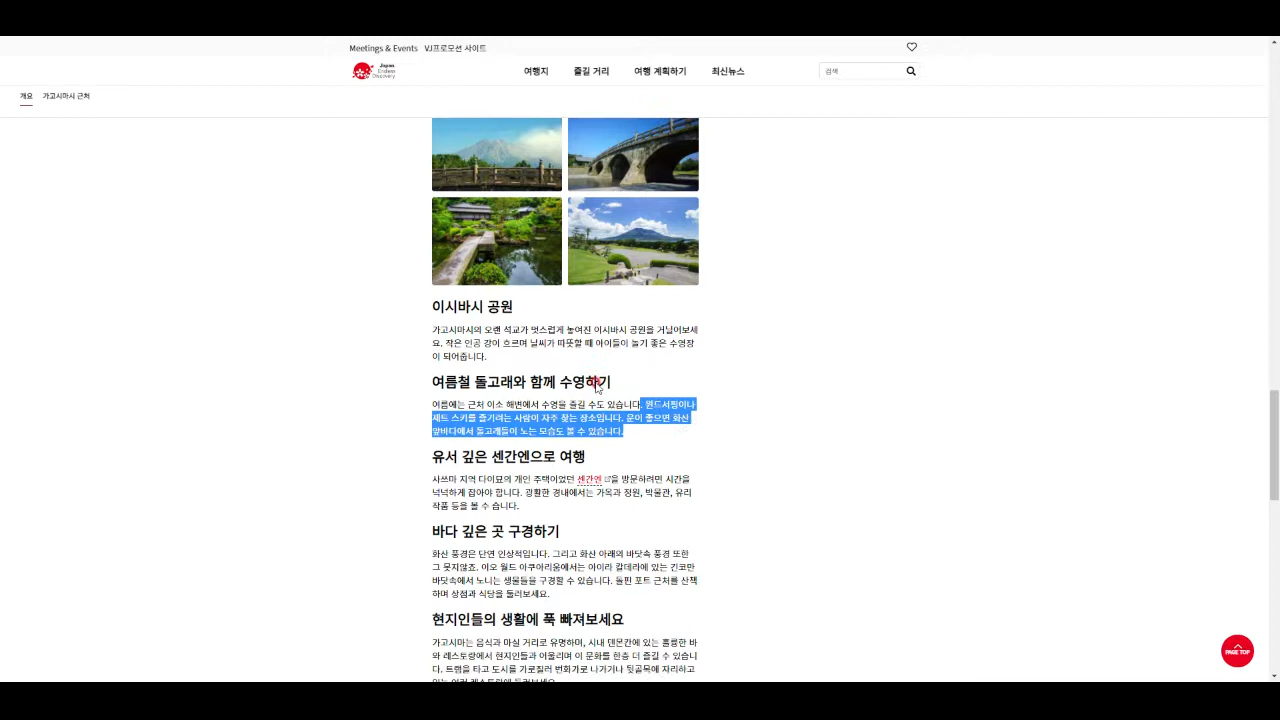 Meetings & Events VJ프로모션 사이트
Japan.
Endless
Discovery.
여행지 즐길 거리 여행 계획하기 최신뉴스
검색
개요 가고시마시 근처
이시바시 공원
가고시마시의 오랜 석교가 멋스럽게 놓여진 이시바시 공원을 거닐어보세
요. 작은 인공 강이 흐르며 날씨가 따뜻할 때 아이들이 놀기 좋은 수영장
이 되어줍니다.
여름철 돌고래와 함께 수영하기
여름에는 근처 이소 해변에서 수영을 즐길 수도 있습니다. 윈드서핑이나
제트 스키를 즐기려는 사람이 자주 찾는 장소입니다. 운이 좋으면 화산
앞바다에서 돌고래들이 노는 모습도 볼 수 있습니다.
유서 깊은 센간엔으로 여행
사쓰마 지역 다이묘의 개인 주택이었던 센간엔을 방문하려면 시간을
넉넉하게 잡아야 합니다. 광활한 경내에서는 가옥과 정원, 박물관, 유리
작품 등을 볼 수 습니다.
바다 깊은 곳 구경하기
화산 풍경은 단연 인상적입니다. 그리고 화산 아래의 바닷속 풍경 또한
그 못지않죠. 이오 월드 아쿠아리움에서는 아이라 칼데라에 있는 긴코만
바닷속에서 노니는 생물들을 구경할 수 있습니다. 돌핀 포트 근처를 산책
하며 상점과 식당을 둘러보세요.
현지인들의 생활에 푹 빠져보세요
가고시마는 음식과 마실 거리로 유명하며, 시내 덴몬칸에 있는 훌륭한 바
와 레스토랑에서 현지인들과 어울리며 이 문화를 한층 더 즐길 수 있습니
다. 트램을 타고 도시를 가로질러 번화가로 나가거나 뒷골목에 자리하고
PAGE TOP